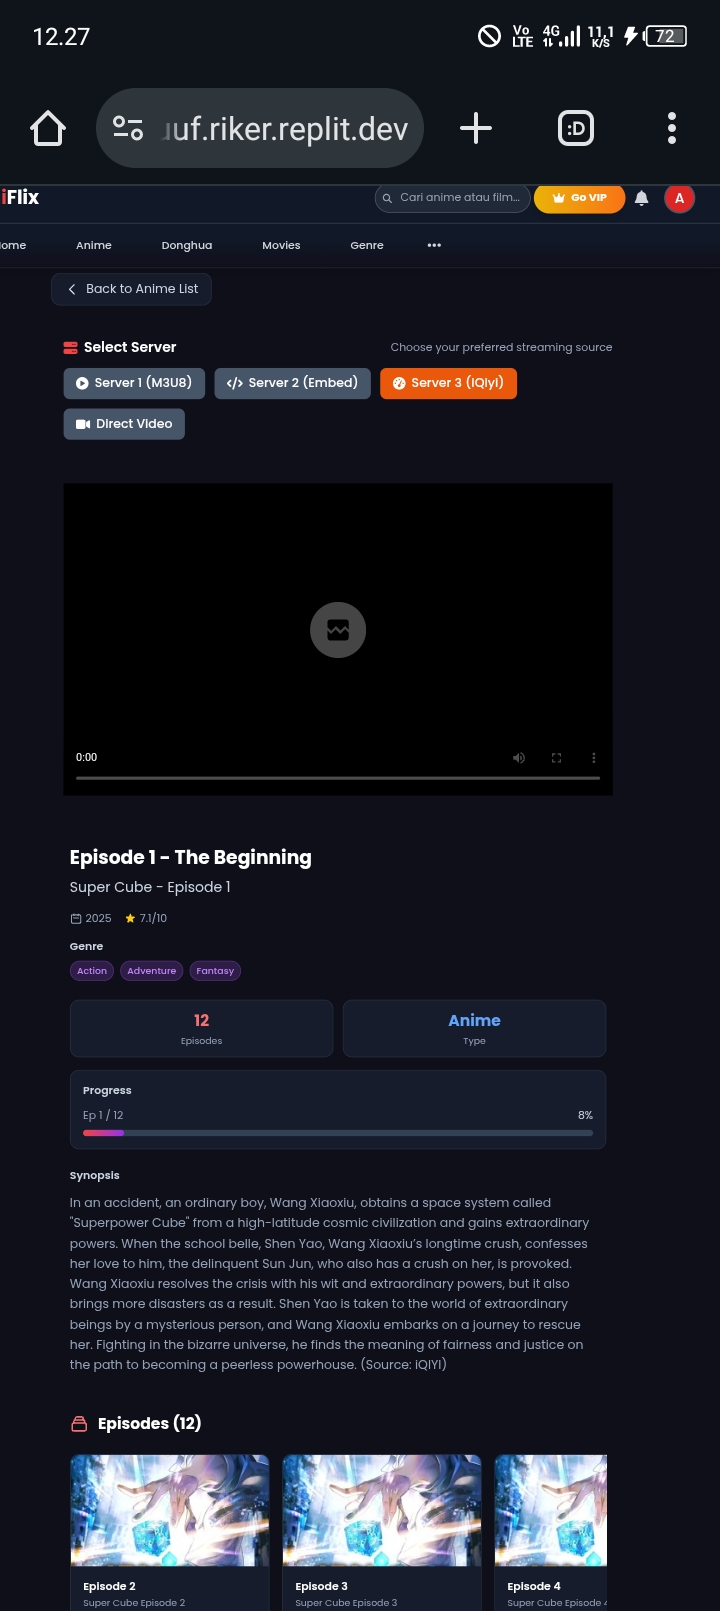 12.27
Vo LTE 4G 11,1 K/S 72
uf.riker.replit.dev :D
iFlix Cari anime atau film... Go VIP A
ome Anime Donghua Movies Genre •••
Back to Anime List
Select Server Choose your preferred streaming source
Server 1 (M3U8) Server 2 (Embed) Server 3 (iQiyi)
Direct Video
0:00
Episode 1 - The Beginning
Super Cube - Episode 1
2025 7.1/10
Genre
Action Adventure Fantasy
12 Anime
Episodes Type
Progress
Ep 1 / 12 8%
Synopsis
In an accident, an ordinary boy, Wang Xiaoxiu, obtains a space system called
"Superpower Cube" from a high-latitude cosmic civilization and gains extraordinary
powers. When the school belle, Shen Yao, Wang Xiaoxiu’s longtime crush, confesses
her love to him, the delinquent Sun Jun, who also has a crush on her, is provoked.
Wang Xiaoxiu resolves the crisis with his wit and extraordinary powers, but it also
brings more disasters as a result. Shen Yao is taken to the world of extraordinary
beings by a mysterious person, and Wang Xiaoxiu embarks on a journey to rescue
her. Fighting in the bizarre universe, he finds the meaning of fairness and justice on
the path to becoming a peerless powerhouse. (Source: iQIYI)
Episodes (12)
Episode 2 Episode 3 Episode 4
Super Cube Episode 2 Super Cube Episode 3 Super Cube Episode 4